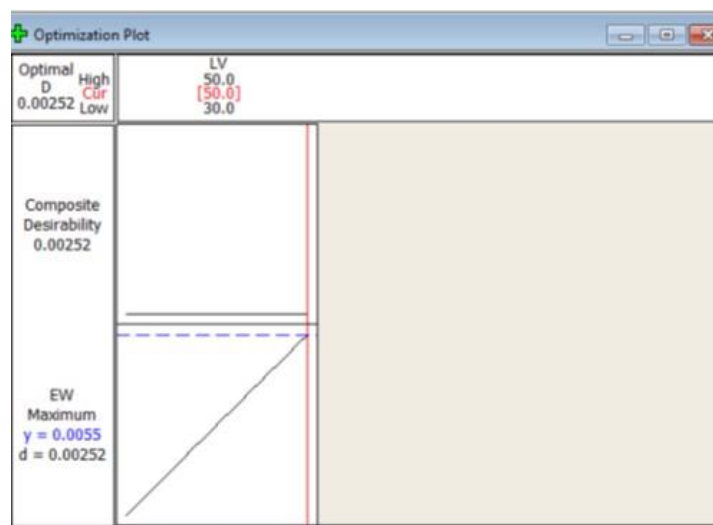 Optimization Plot
Optimal
D
0.00252
High
Cur
Low
LV
50.0
[50.0]
30.0
Composite
Desirability
0.00252
EW
Maximum
y = 0.0055
d = 0.00252